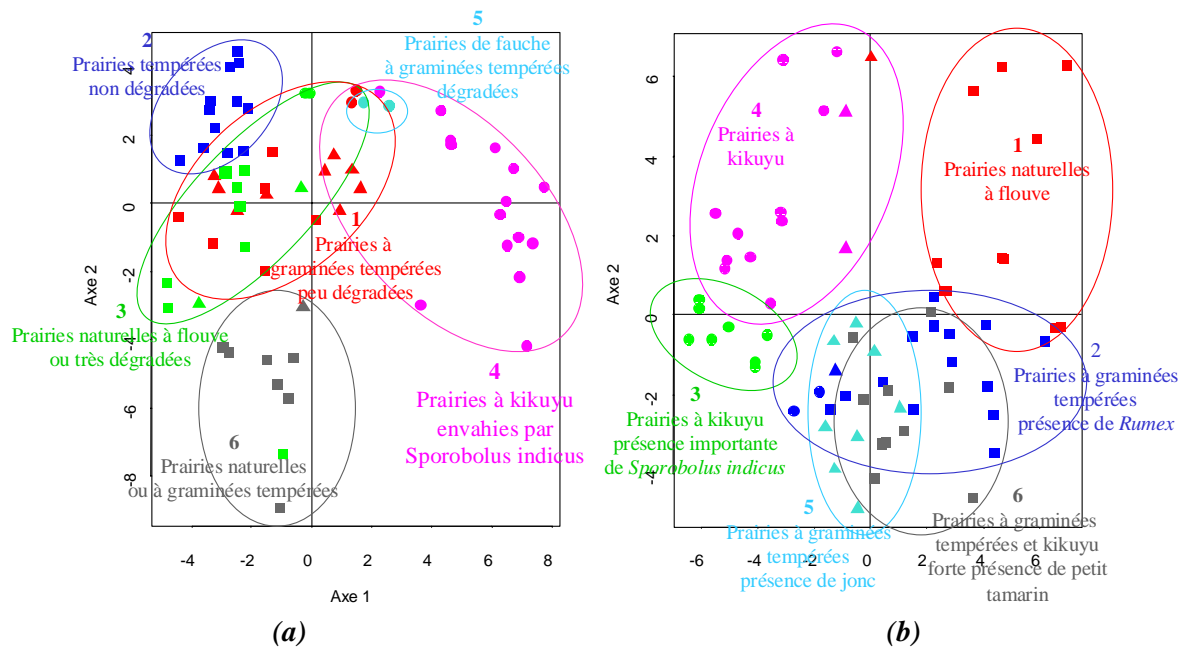 2
Prairies tempérées
non dégradées
5
Prairies de fauche
à graminées tempérées
dégradées
1
Prairies à
graminées tempérées
peu dégradées
3
Prairies naturelles à flouve
ou très dégradées
4
Prairies à kikuyu
envahies par
Sporobolus indicus
6
Prairies naturelles
ou à graminées tempérées
4
2
0
-2
-4
-6
-8
Axe 2
-4
-2
0
2
4
6
8
Axe 1
(a)
4
Prairies à
kikuyu
1
Prairies naturelles
à flouve
2
Prairies à graminées
tempérées
présence de Rumex
3
Prairies à kikuyu
présence importante
de Sporobolus indicus
5
Prairies à graminées
tempérées
présence de jonc
6
Prairies à graminées
tempérées et kikuyu
forte présence de petit
tamarin
6
4
2
0
-2
-4
Axe 2
-6
-4
-2
0
2
4
6
Axe 1
(b)